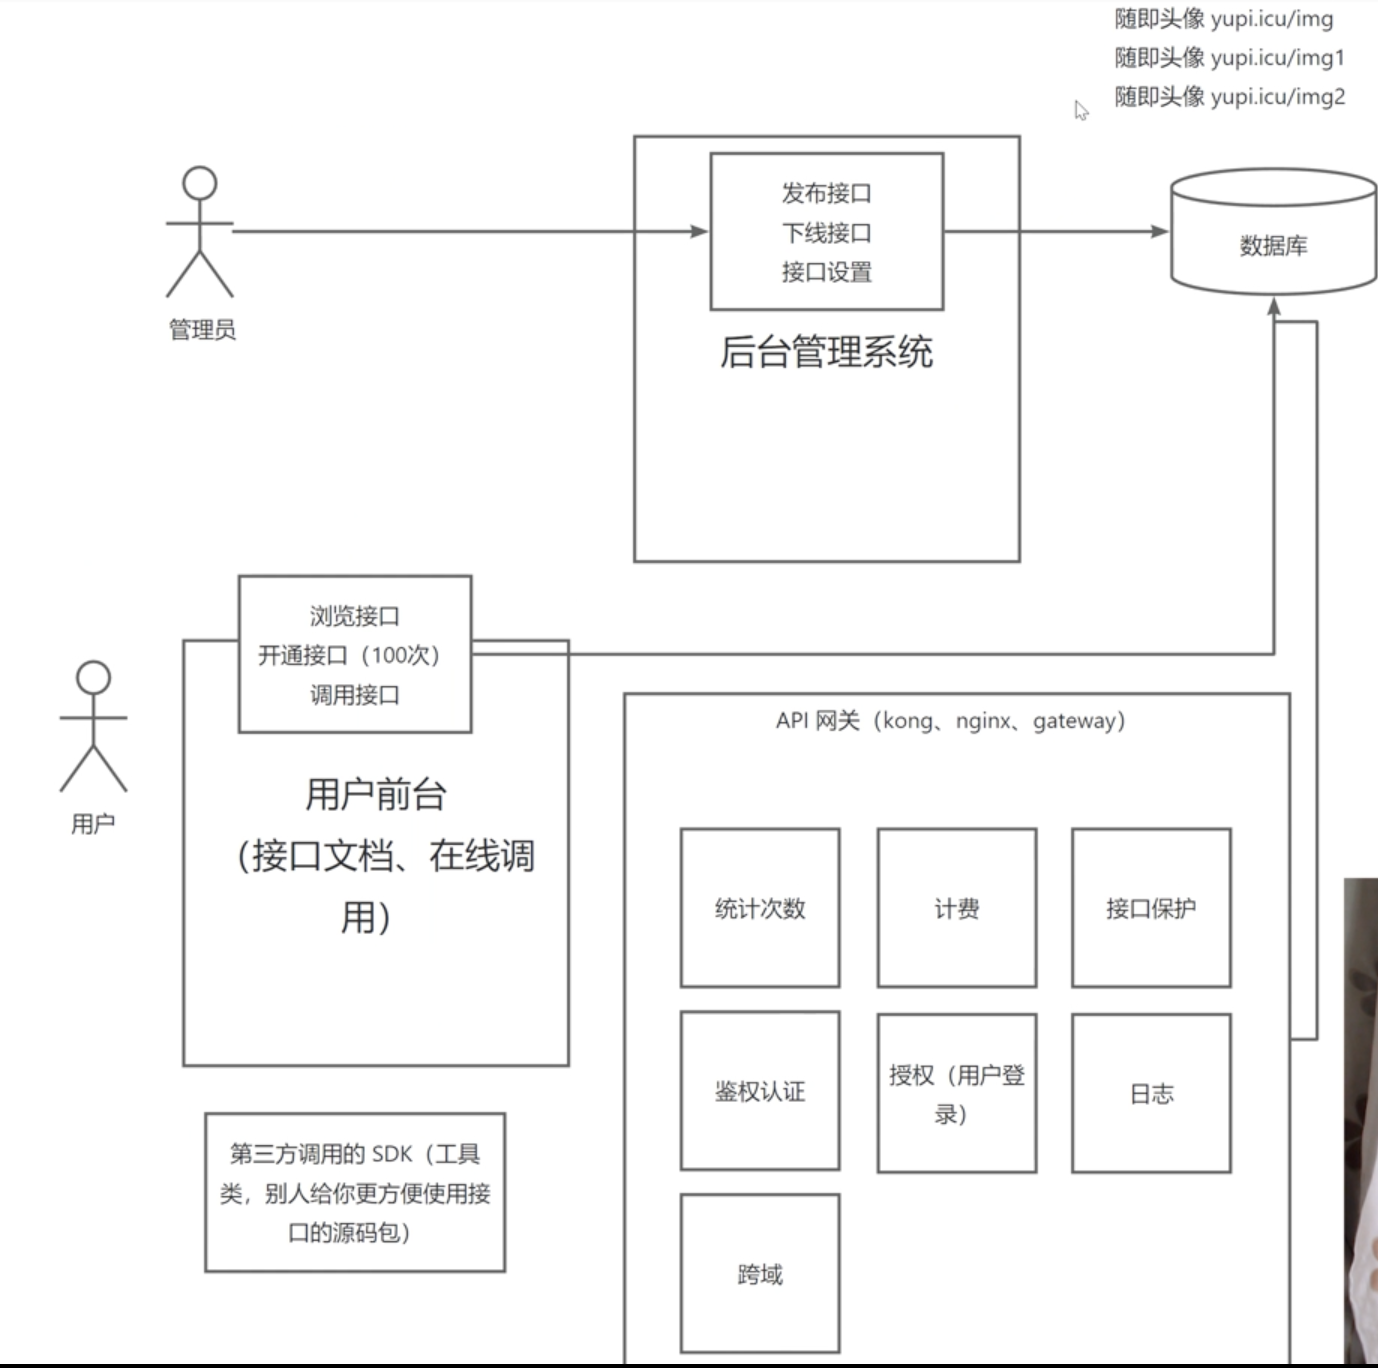 随即头像 yupi.icu/img
随即头像 yupi.icu/img1
随即头像 yupi.icu/img2
发布接口
下线接口
接口设置
数据库
管理员
后台管理系统
浏览接口
开通接口（100次）
调用接口
API 网关（kong、nginx、gateway）
用户前台
（接口文档、在线调
用）
用户
统计次数
计费
接口保护
鉴权认证
授权（用户登
录）
日志
第三方调用的 SDK（工具
类，别人给你更方便使用接
口的源码包）
跨域